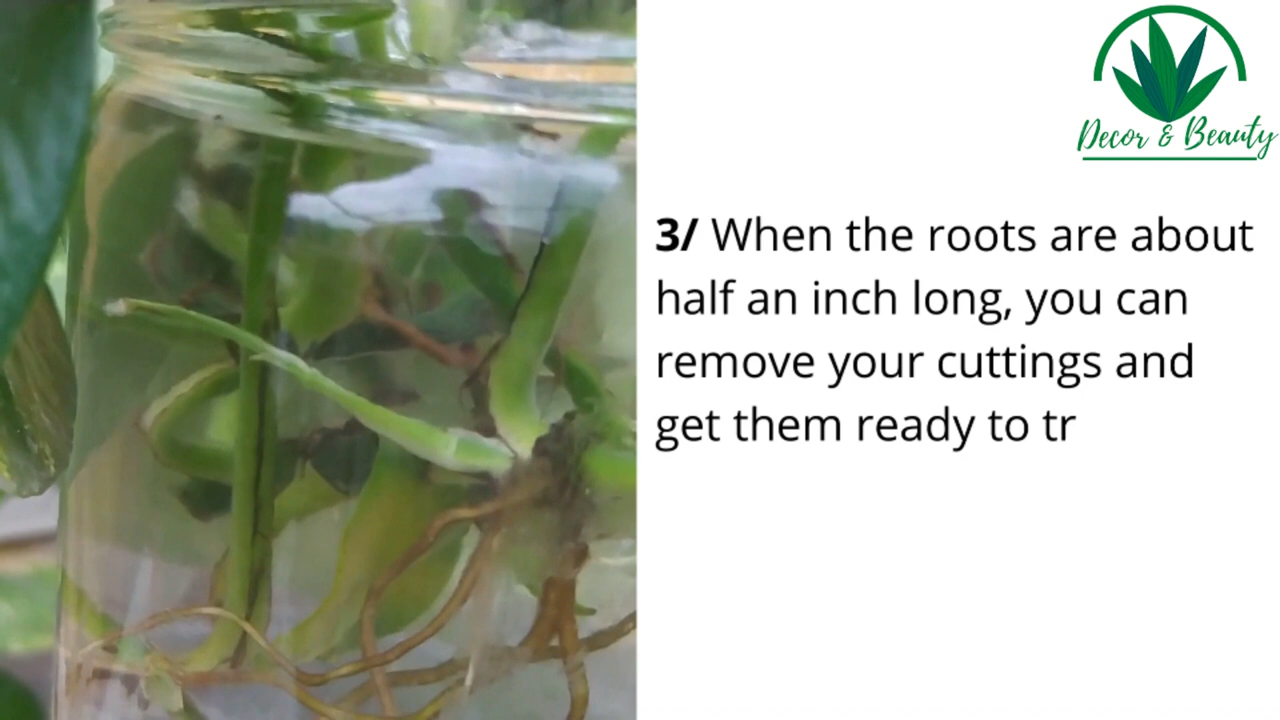 Decor & Beauty
3/ When the roots are about
half an inch long, you can
remove your cuttings and
get them ready to tr